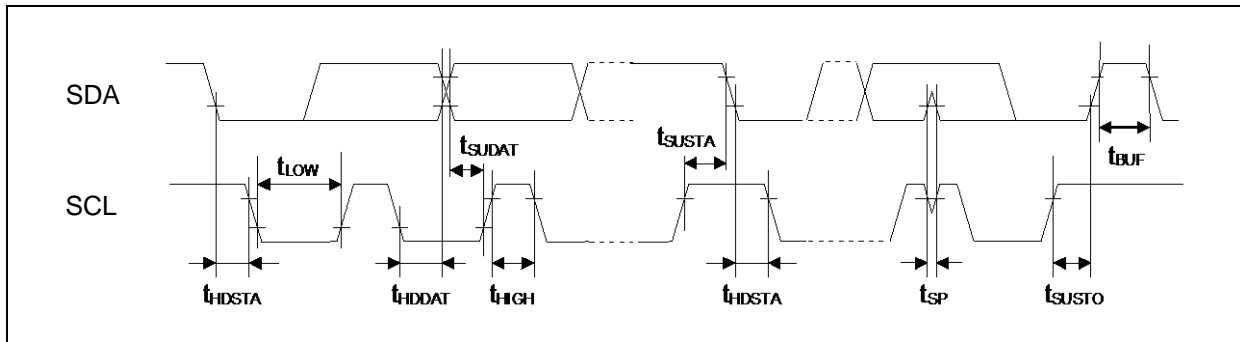 SDA
tSUDAT
tSUSTA
tBUF
tLOW
SCL
tHDSTA
tHDDAT
tHIGH
tHDSTA
tSP
tSUSTO